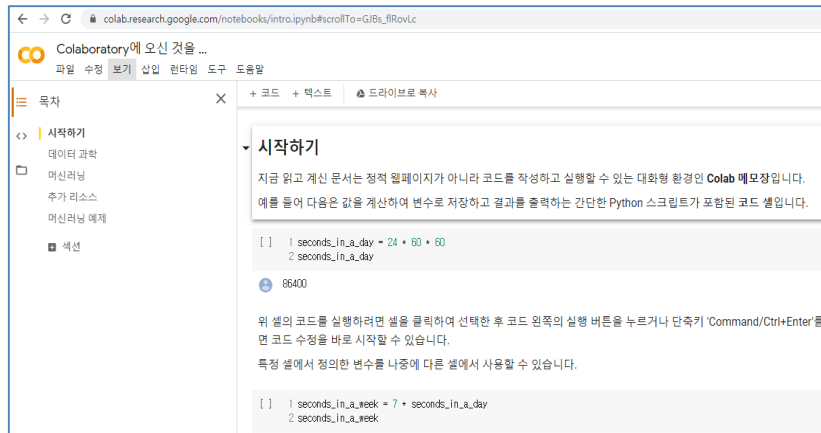 colab.research.google.com/notebooks/intro.ipynb#scrollTo=GJBs_flRovLc
Colaboratory에 오신 것을 ...
파일 수정 보기 삽입 런타임 도구 도움말
목차
+ 코드 + 텍스트 드라이브로 복사
시작하기
데이터 과학
머신러닝
추가 리소스
머신러닝 예제
섹션
시작하기
지금 읽고 계신 문서는 정적 웹페이지가 아니라 코드를 작성하고 실행할 수 있는 대화형 환경인 Colab 메모장입니다.
예를 들어 다음은 값을 계산하여 변수로 저장하고 결과를 출력하는 간단한 Python 스크립트가 포함된 코드 셀입니다.
[ ] 1 seconds_in_a_day = 24 * 60 * 60
2 seconds_in_a_day
86400
위 셀의 코드를 실행하려면 셀을 클릭하여 선택한 후 코드 왼쪽의 실행 버튼을 누르거나 단축키 'Command/Ctrl+Enter'를
면 코드 수정을 바로 시작할 수 있습니다.
특정 셀에서 정의한 변수를 나중에 다른 셀에서 사용할 수 있습니다.
[ ] 1 seconds_in_a_week = 7 * seconds_in_a_day
2 seconds_in_a_week